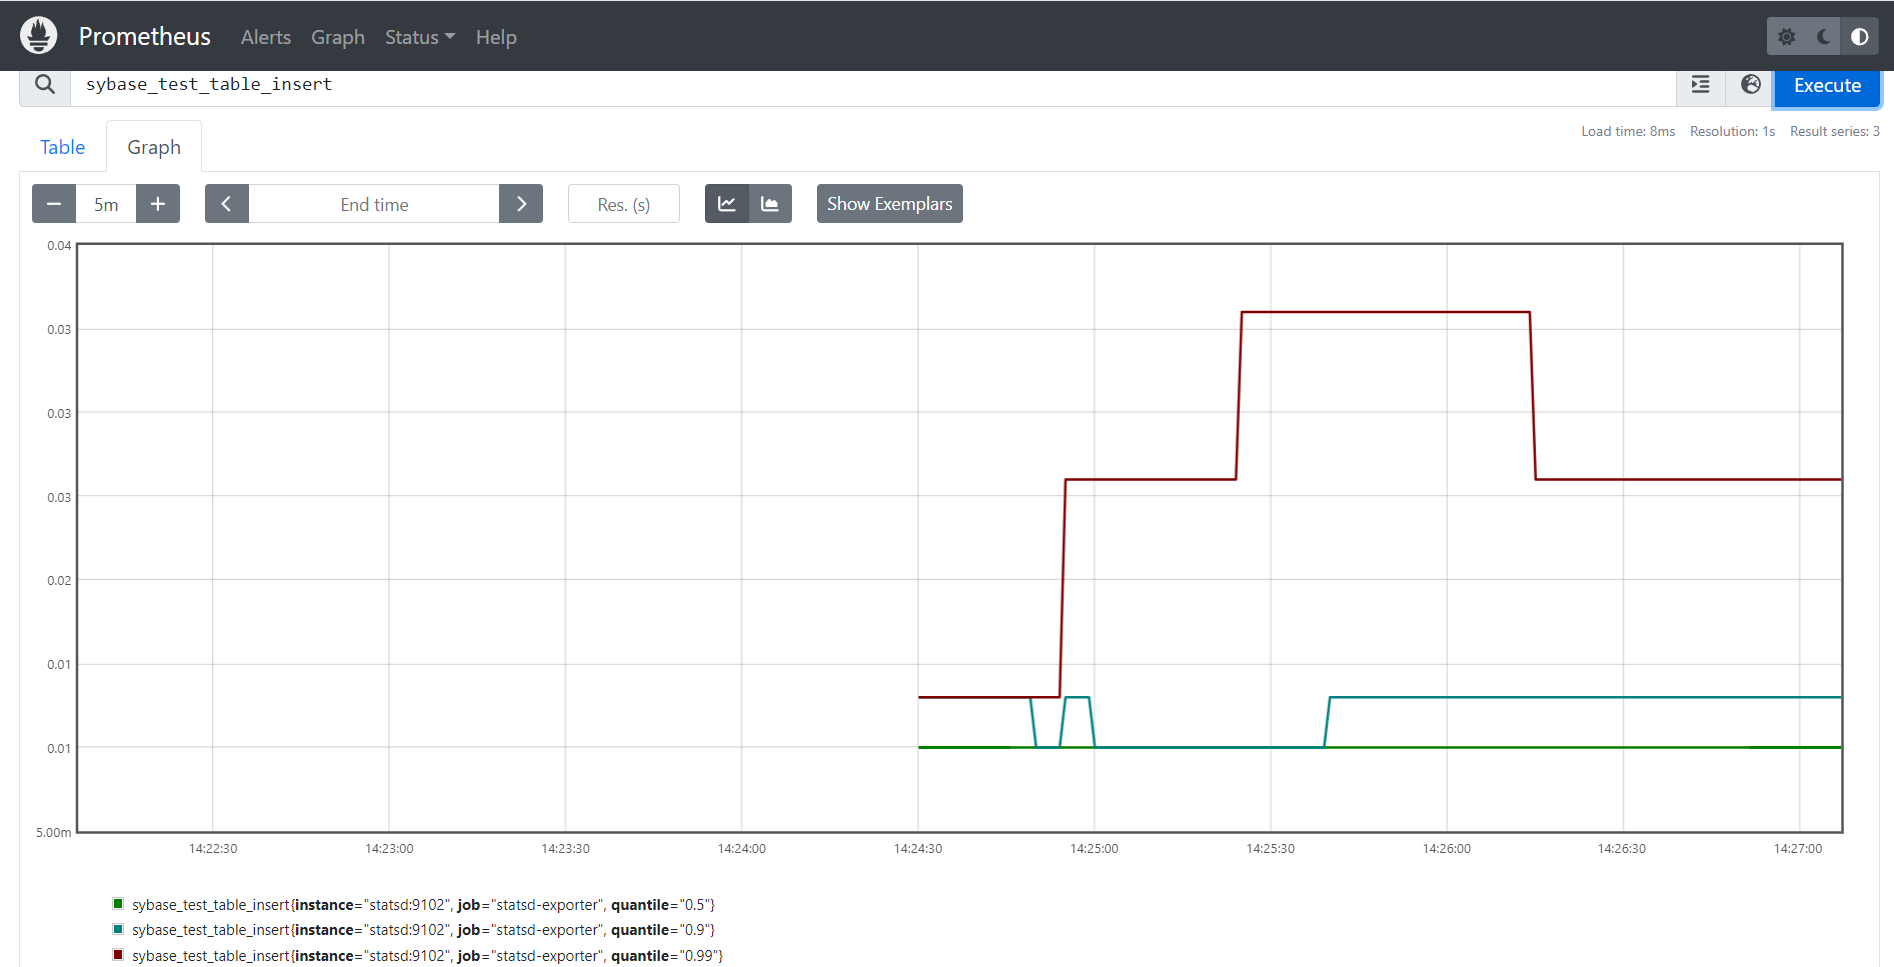 Prometheus Alerts Graph Status Help
sybase_test_table_insert Execute
Load time: 8ms Resolution: 1s Result series: 3
Table Graph
5m End time Res. (s) Show Exemplars
0.04
0.03
0.03
0.03
0.02
0.01
0.01
5.00m
14:22:30 14:23:00 14:23:30 14:24:00 14:24:30 14:25:00 14:25:30 14:26:00 14:26:30 14:27:00
sybase_test_table_insert{instance="statsd:9102", job="statsd-exporter", quantile="0.5"}
sybase_test_table_insert{instance="statsd:9102", job="statsd-exporter", quantile="0.9"}
sybase_test_table_insert{instance="statsd:9102", job="statsd-exporter", quantile="0.99"}